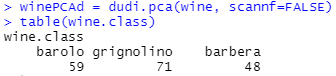 > winePCAd = dudi.pca(wine, scannf=FALSE)
> table(wine.class)
wine.class
    barolo grignolino    barbera
        59         71         48